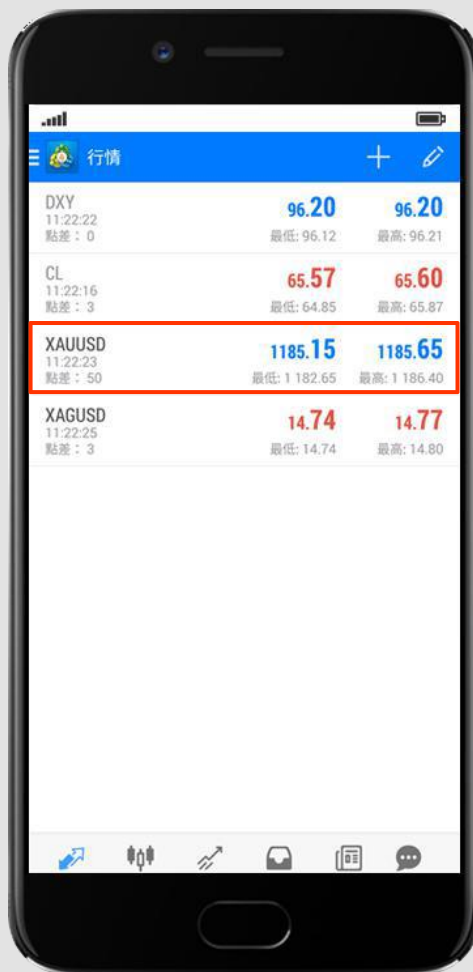 行情
DXY
11:22:22
點差： 0
96.20
96.20
最低: 96.12
最高: 96.21
CL
11:22:16
點差： 3
65.57
65.60
最低: 64.85
最高: 65.87
XAUUSD
11:22:23
點差： 50
1185.15
1185.65
最低: 1 182.65
最高: 1 186.40
XAGUSD
11:22:25
點差： 3
14.74
14.77
最低: 14.74
最高: 14.80